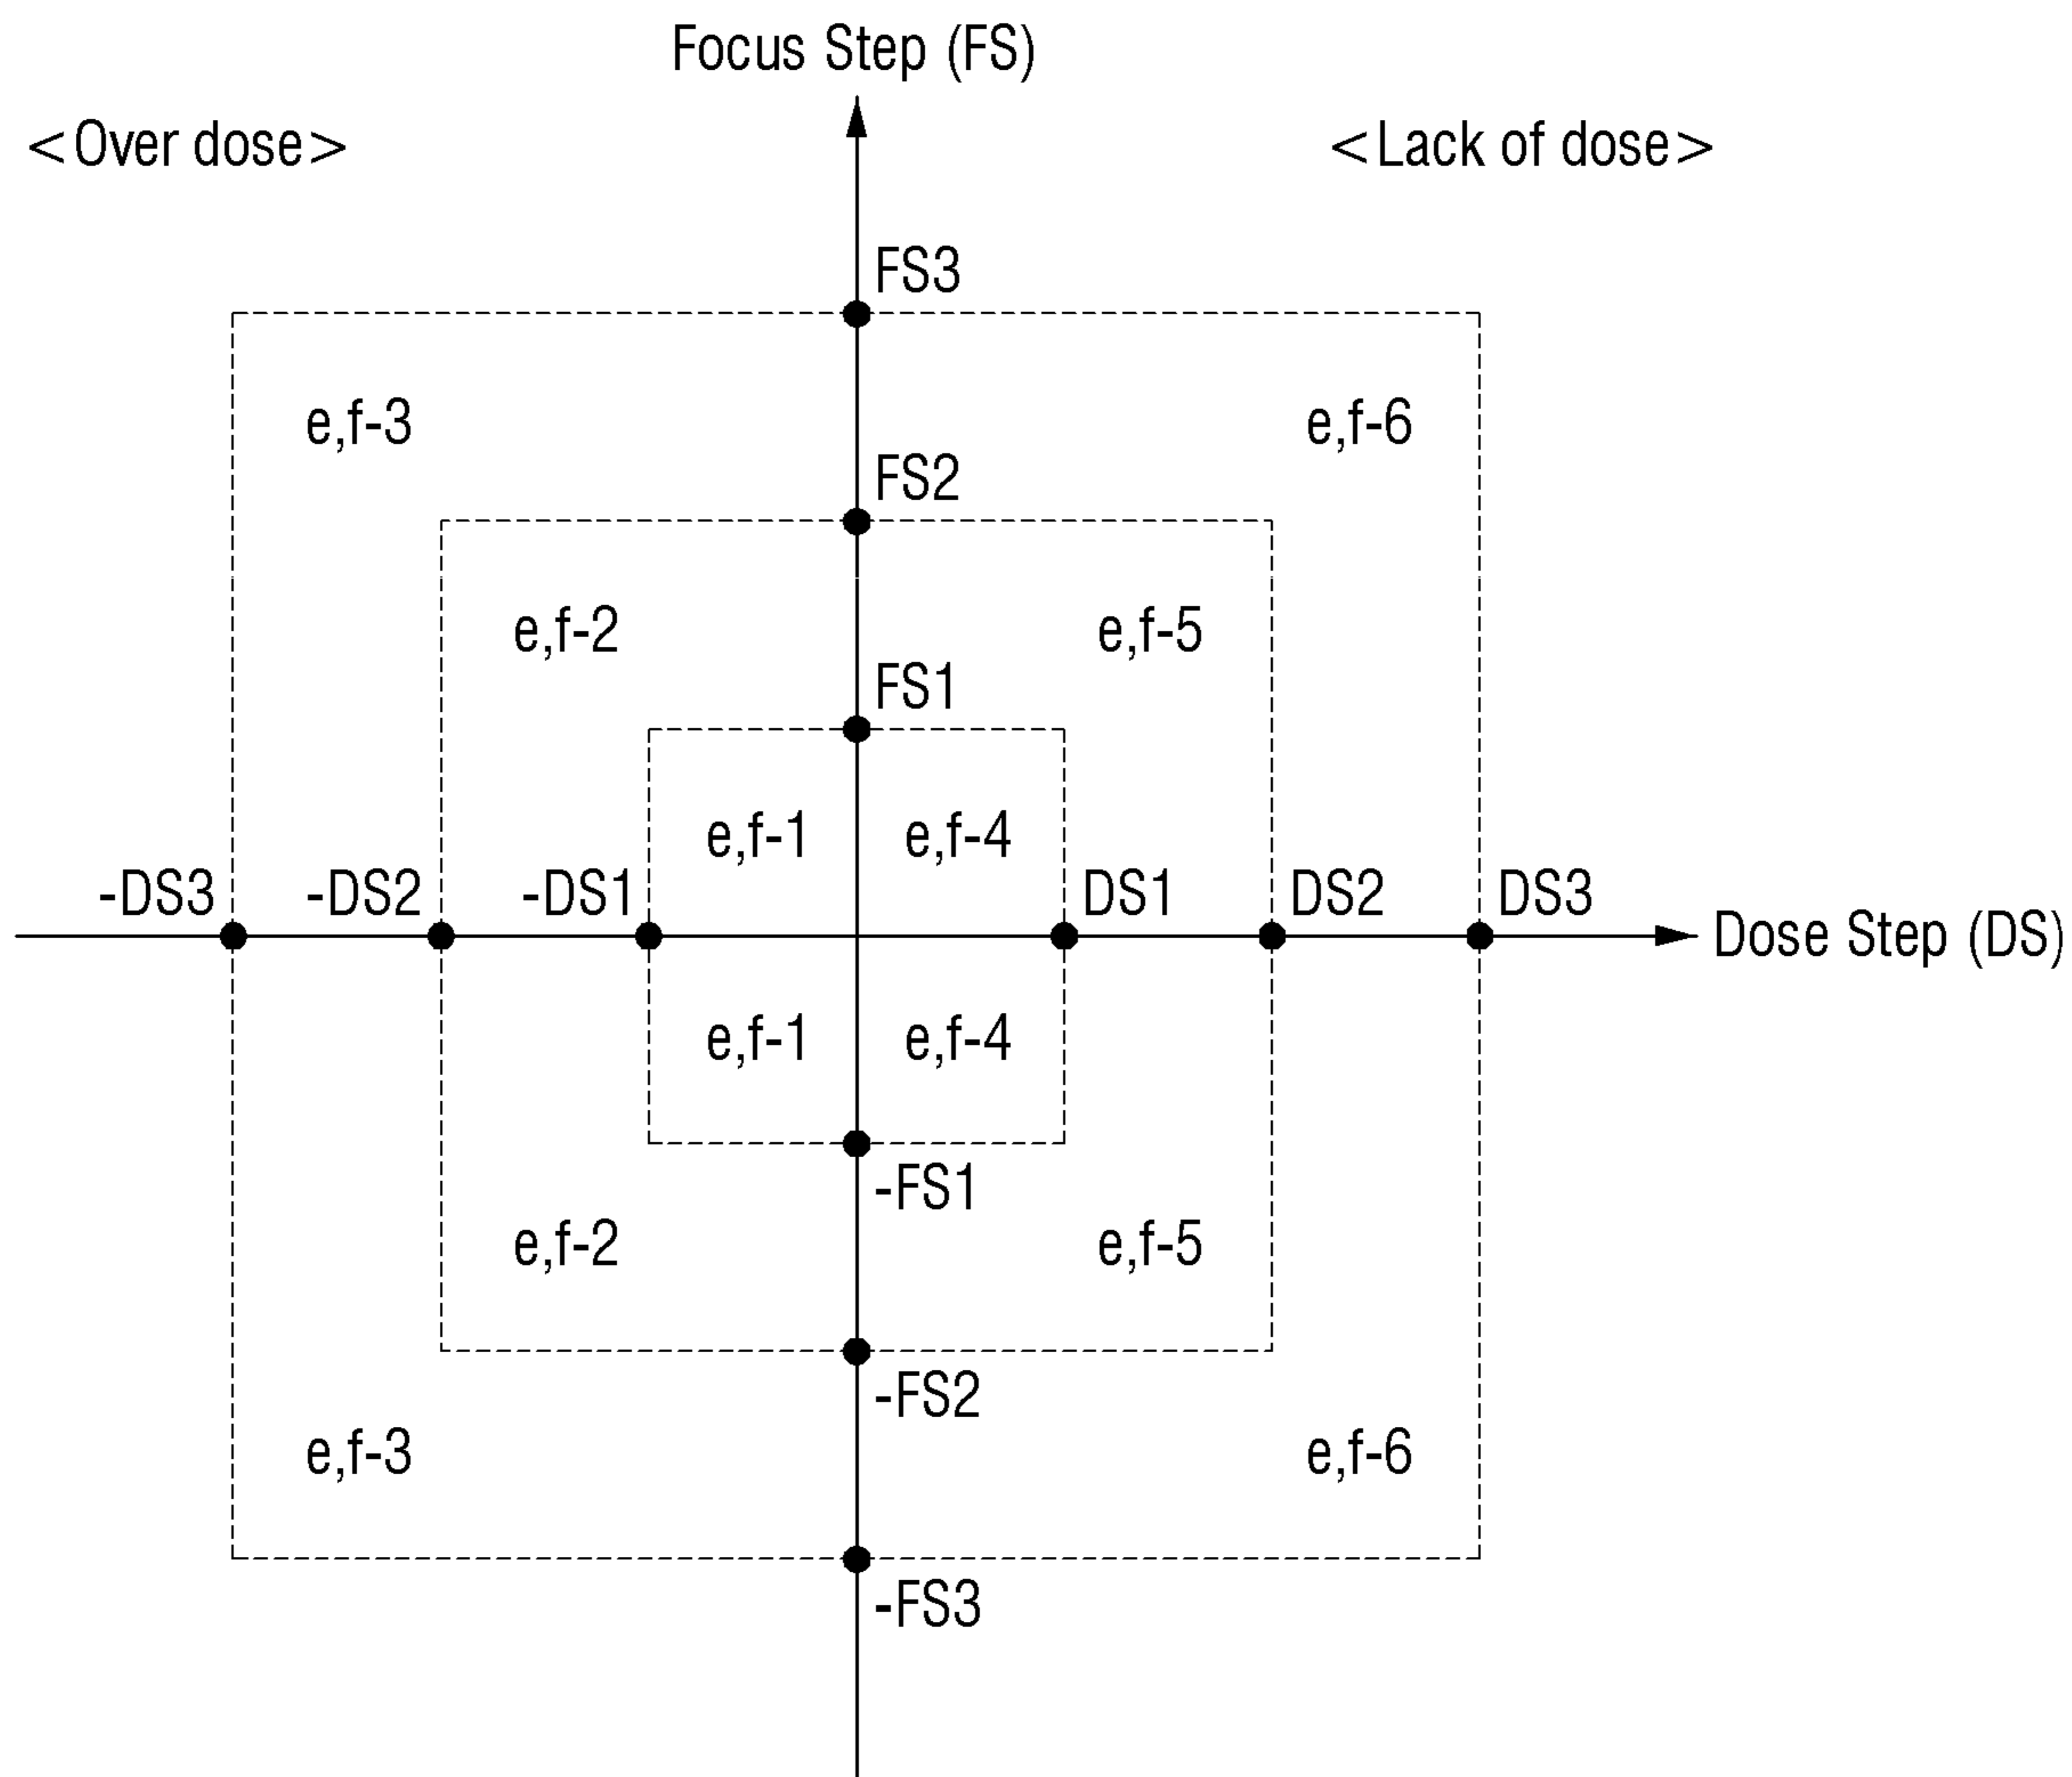 Focus Step (FS)
<Over dose>
<Lack of dose>
FS3
e,f-3
e,f-6
FS2
e,f-2
e,f-5
FS1
e,f-1
e,f-4
-DS3
-DS2
-DS1
DS1
DS2
DS3
Dose Step (DS)
e,f-1
e,f-4
-FS1
e,f-2
e,f-5
-FS2
e,f-3
e,f-6
-FS3